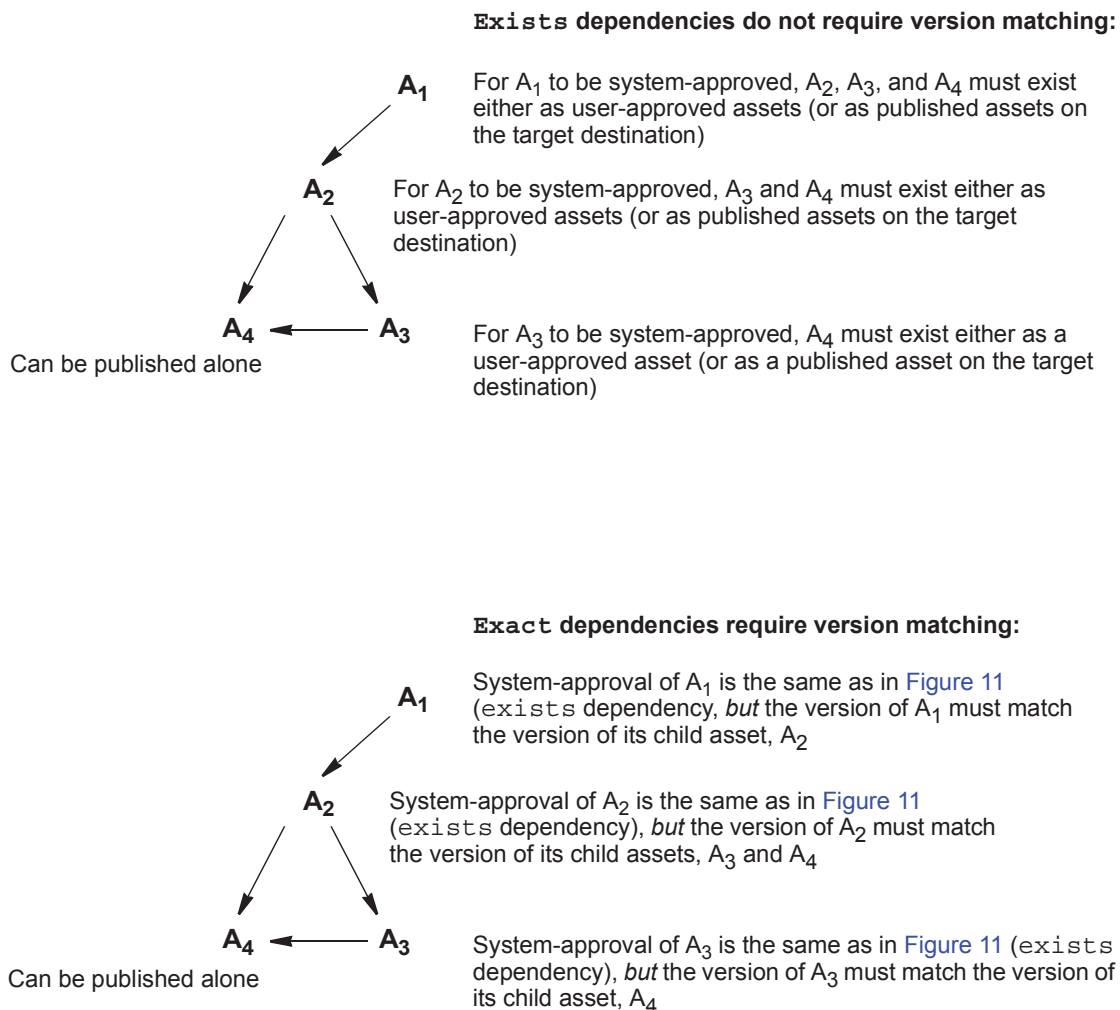 Exists dependencies do not require version matching:
A1
For A1 to be system-approved, A2, A3, and A4 must exist
either as user-approved assets (or as published assets on
the target destination)
A2
For A2 to be system-approved, A3 and A4 must exist either as
user-approved assets (or as published assets on the target
destination)
A4
A3
Can be published alone
For A3 to be system-approved, A4 must exist either as a
user-approved asset (or as a published asset on the target
destination)
Exact dependencies require version matching:
A1
System-approval of A1 is the same as in Figure 11
(exists dependency, but the version of A1 must match
the version of its child asset, A2
A2
System-approval of A2 is the same as in Figure 11
(exists dependency), but the version of A2 must match
the version of its child assets, A3 and A4
A4
A3
Can be published alone
System-approval of A3 is the same as in Figure 11 (exists
dependency), but the version of A3 must match the version of
its child asset, A4